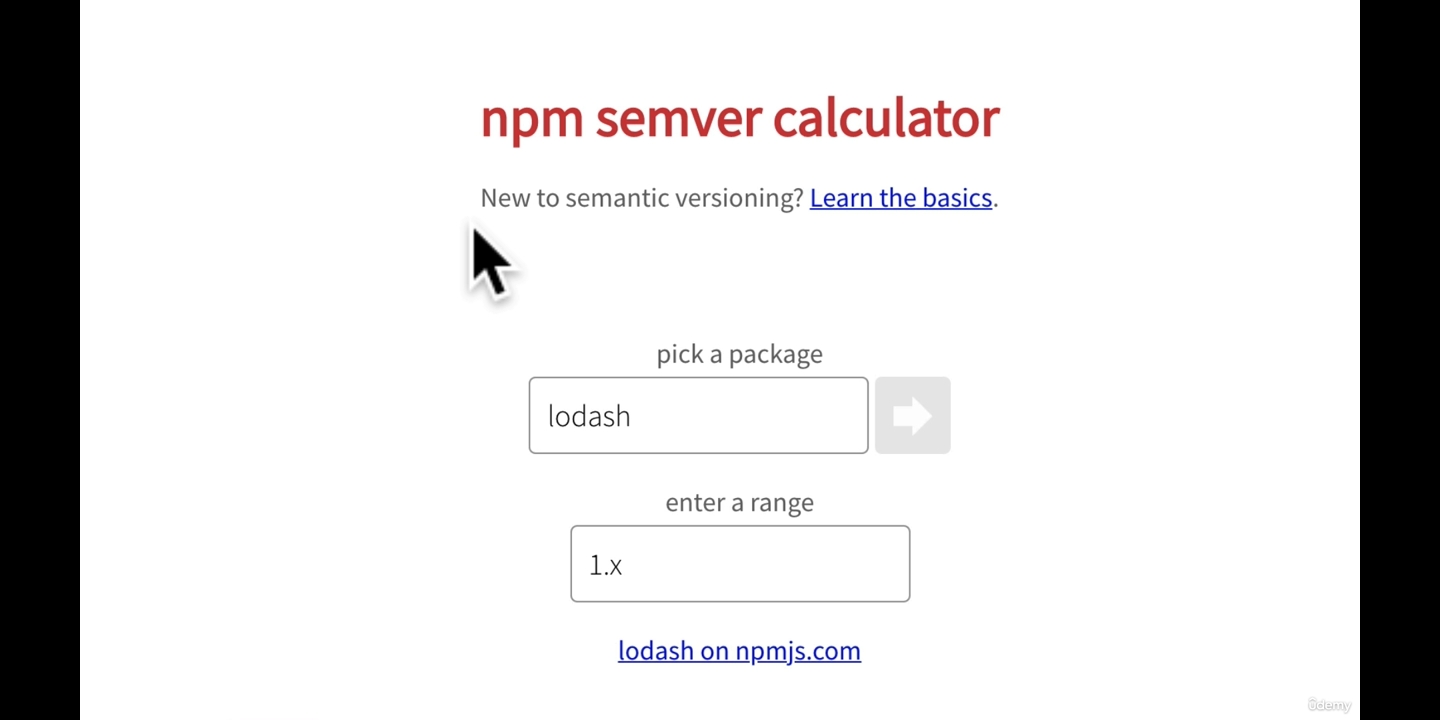 npm semver calculator
New to semantic versioning? Learn the basics.
pick a package
lodash
enter a range
1.x
lodash on npmjs.com
ûdemy